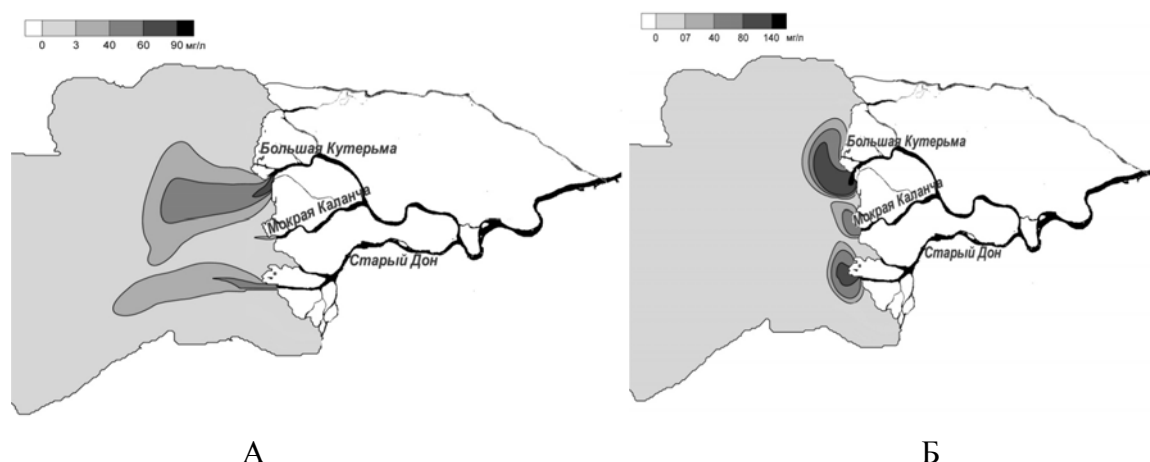 0 3 40 60 90 мг/л
0 07 40 80 140 мг/л
Большая Кутерьма
Мокрая Каланча
Старый Дон
Большая Кутерьма
Мокрая Каланча
Старый Дон
А
Б